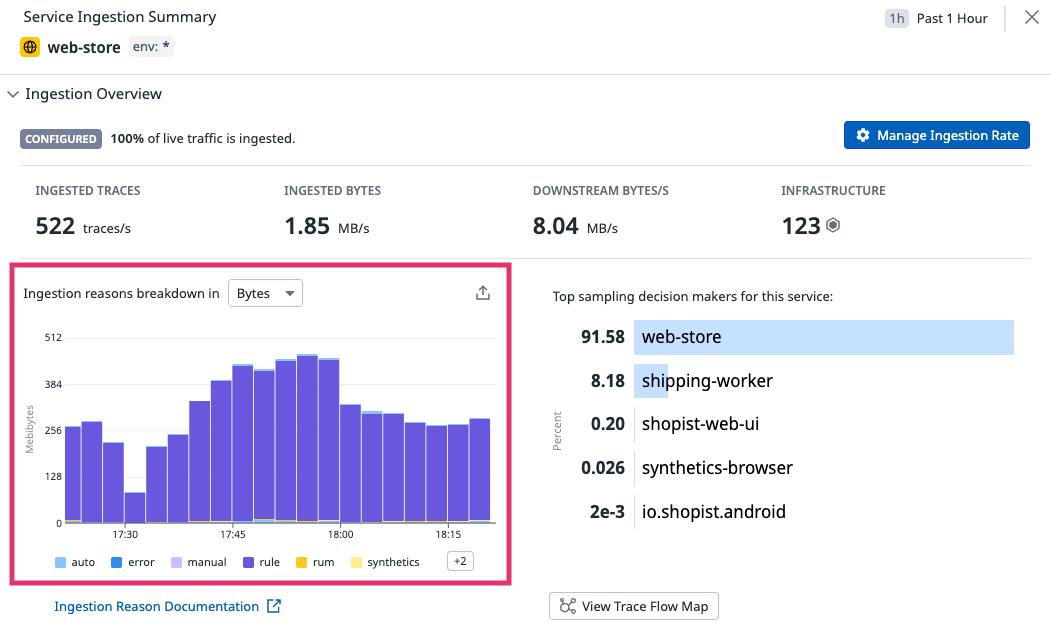 Service Ingestion Summary
1h Past 1 Hour
web-store env: *
Ingestion Overview
CONFIGURED 100% of live traffic is ingested.
Manage Ingestion Rate
INGESTED TRACES
522 traces/s
INGESTED BYTES
1.85 MB/s
DOWNSTREAM BYTES/S
8.04 MB/s
INFRASTRUCTURE
123
Ingestion reasons breakdown in Bytes
Mebibytes
512
384
256
128
0
17:30 17:45 18:00 18:15
auto error manual rule rum synthetics +2
Ingestion Reason Documentation
Top sampling decision makers for this service:
Percent
91.58 web-store
8.18 shipping-worker
0.20 shopist-web-ui
0.026 synthetics-browser
2e-3 io.shopist.android
View Trace Flow Map